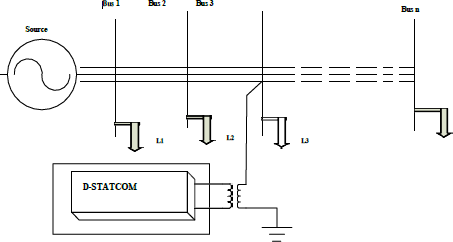 Bus 1
Bus 2
Bus 3
Bus n
Source
L1
L2
L3
D-STATCOM